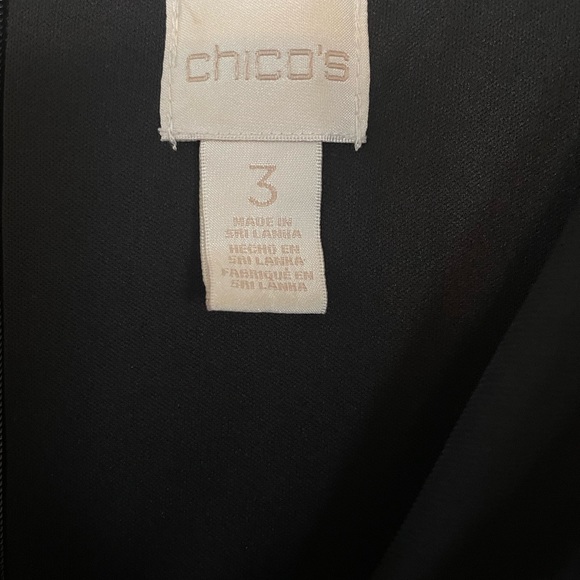 chico's
3
MADE IN
SRI LANKA
HECHO EN
SRI LANKA
FABRIQUÉ EN
SRI LANKA